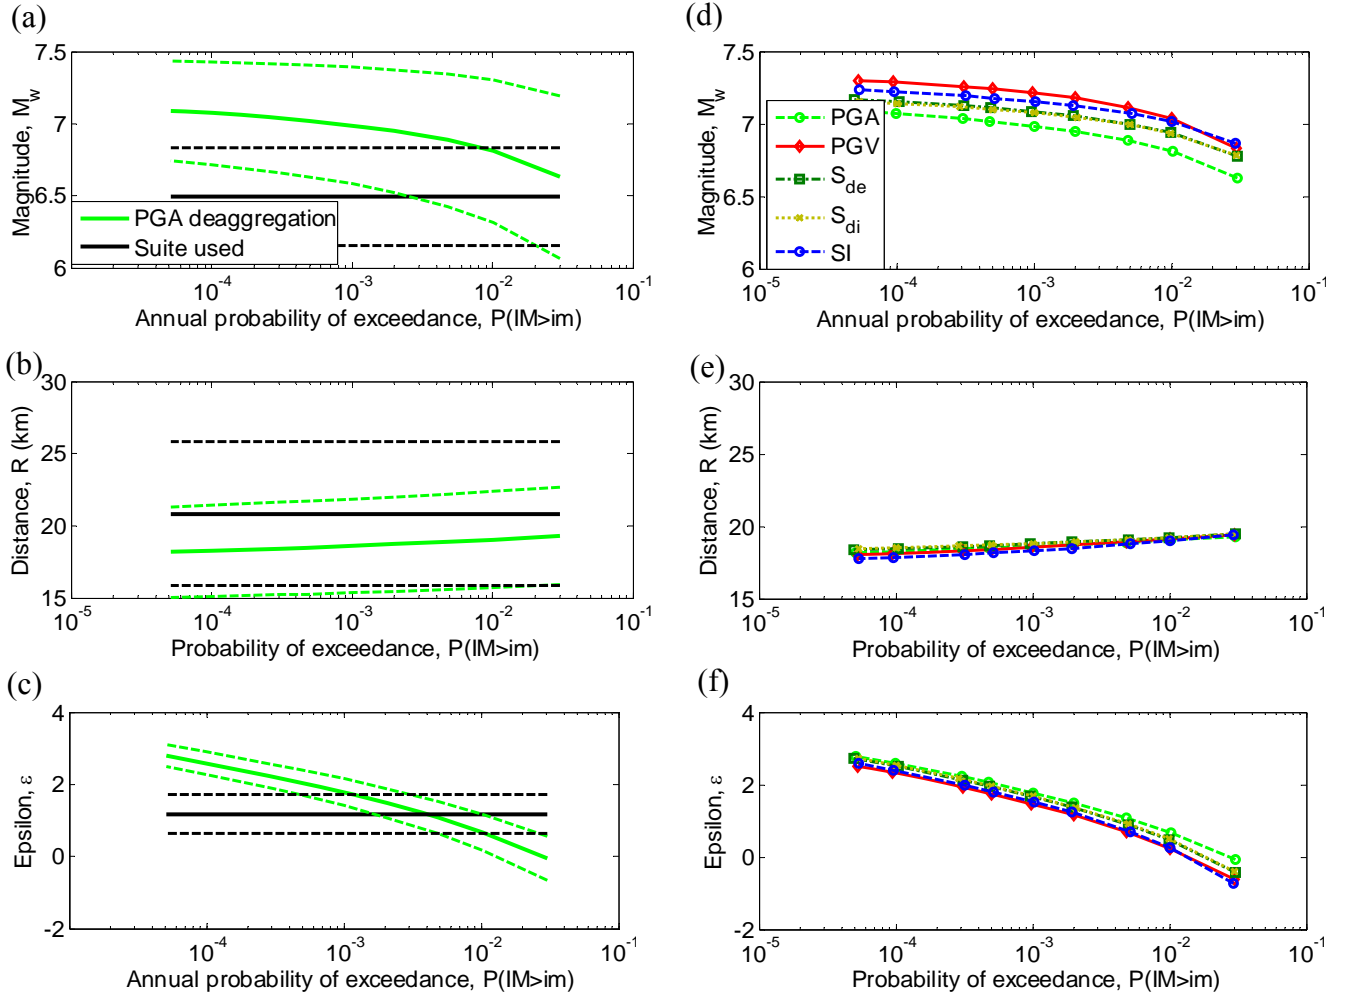 (a)
7.5
7
6.5
6
Magnitude, M_w
PGA deaggregation
Suite used
10^-4 10^-3 10^-2 10^-1
Annual probability of exceedance, P(IM>im)
(d)
7.5
7
6.5
6
Magnitude, M_w
PGA
PGV
S_de
S_di
SI
10^-5 10^-4 10^-3 10^-2 10^-1
Annual probability of exceedance, P(IM>im)
(b)
30
25
20
15
Distance, R (km)
10^-5 10^-4 10^-3 10^-2 10^-1
Probability of exceedance, P(IM>im)
(e)
30
25
20
15
Distance, R (km)
10^-5 10^-4 10^-3 10^-2 10^-1
Probability of exceedance, P(IM>im)
(c)
4
2
0
-2
Epsilon, ε
10^-4 10^-3 10^-2 10^-1
Annual probability of exceedance, P(IM>im)
(f)
4
2
0
-2
Epsilon, ε
10^-5 10^-4 10^-3 10^-2 10^-1
Probability of exceedance, P(IM>im)